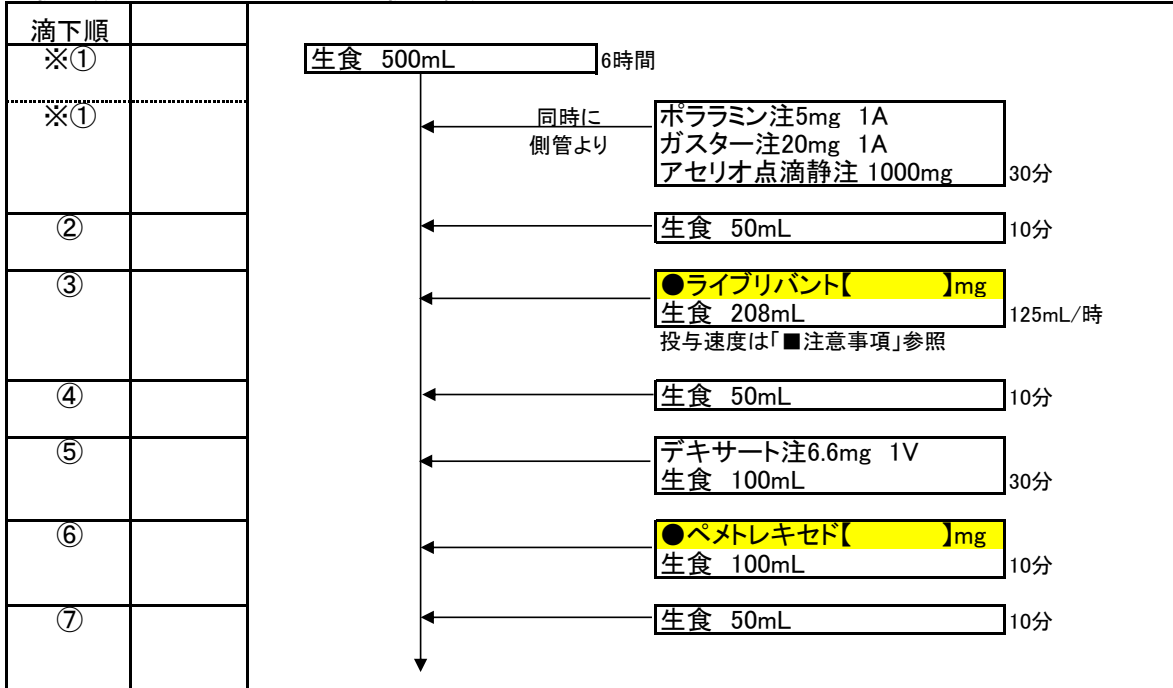 滴下順
※① 生食 500mL 6時間
※① 同時に ポララミン注5mg 1A
側管より ガスター注20mg 1A
アセリオ点滴静注 1000mg 30分
② 生食 50mL 10分
③ ●ライブリバント【 】mg
生食 208mL 125mL/時
投与速度は「■注意事項」参照
④ 生食 50mL 10分
⑤ デキサート注6.6mg 1V
生食 100mL 30分
⑥ ●ペメトレキセド【 】mg
生食 100mL 10分
⑦ 生食 50mL 10分